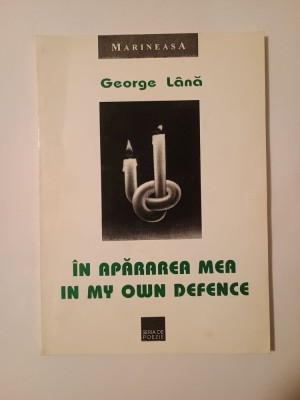 MARINEASA
George Lână
ÎN APĂRAREA MEA
IN MY OWN DEFENCE
SERIA DE
POEZIE